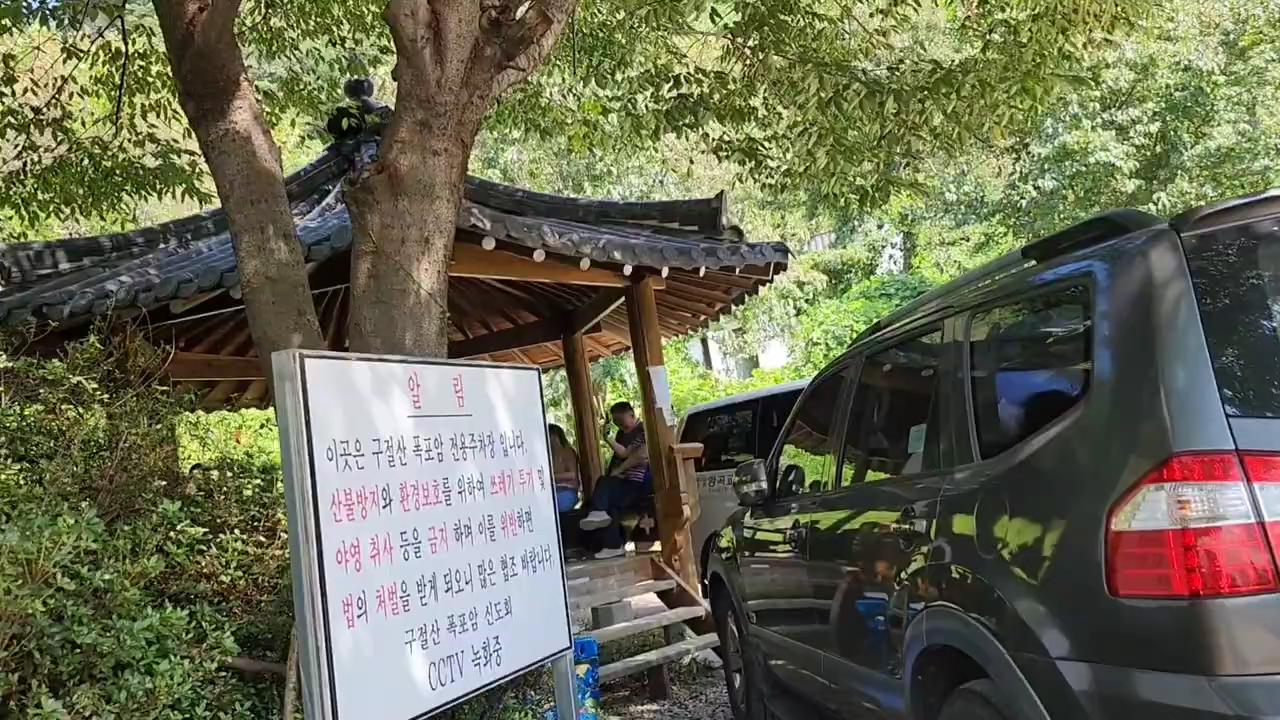 알 림
이곳은 구절산 폭포암 전용주차장 입니다.
산불방지와 환경보호를 위하여 쓰레기 투기 및
야영 취사 등을 금지 하며 이를 위반하면
법의 처벌을 받게 되오니 많은 협조 바랍니다.
구절산 폭포암 신도회
CCTV 녹화중